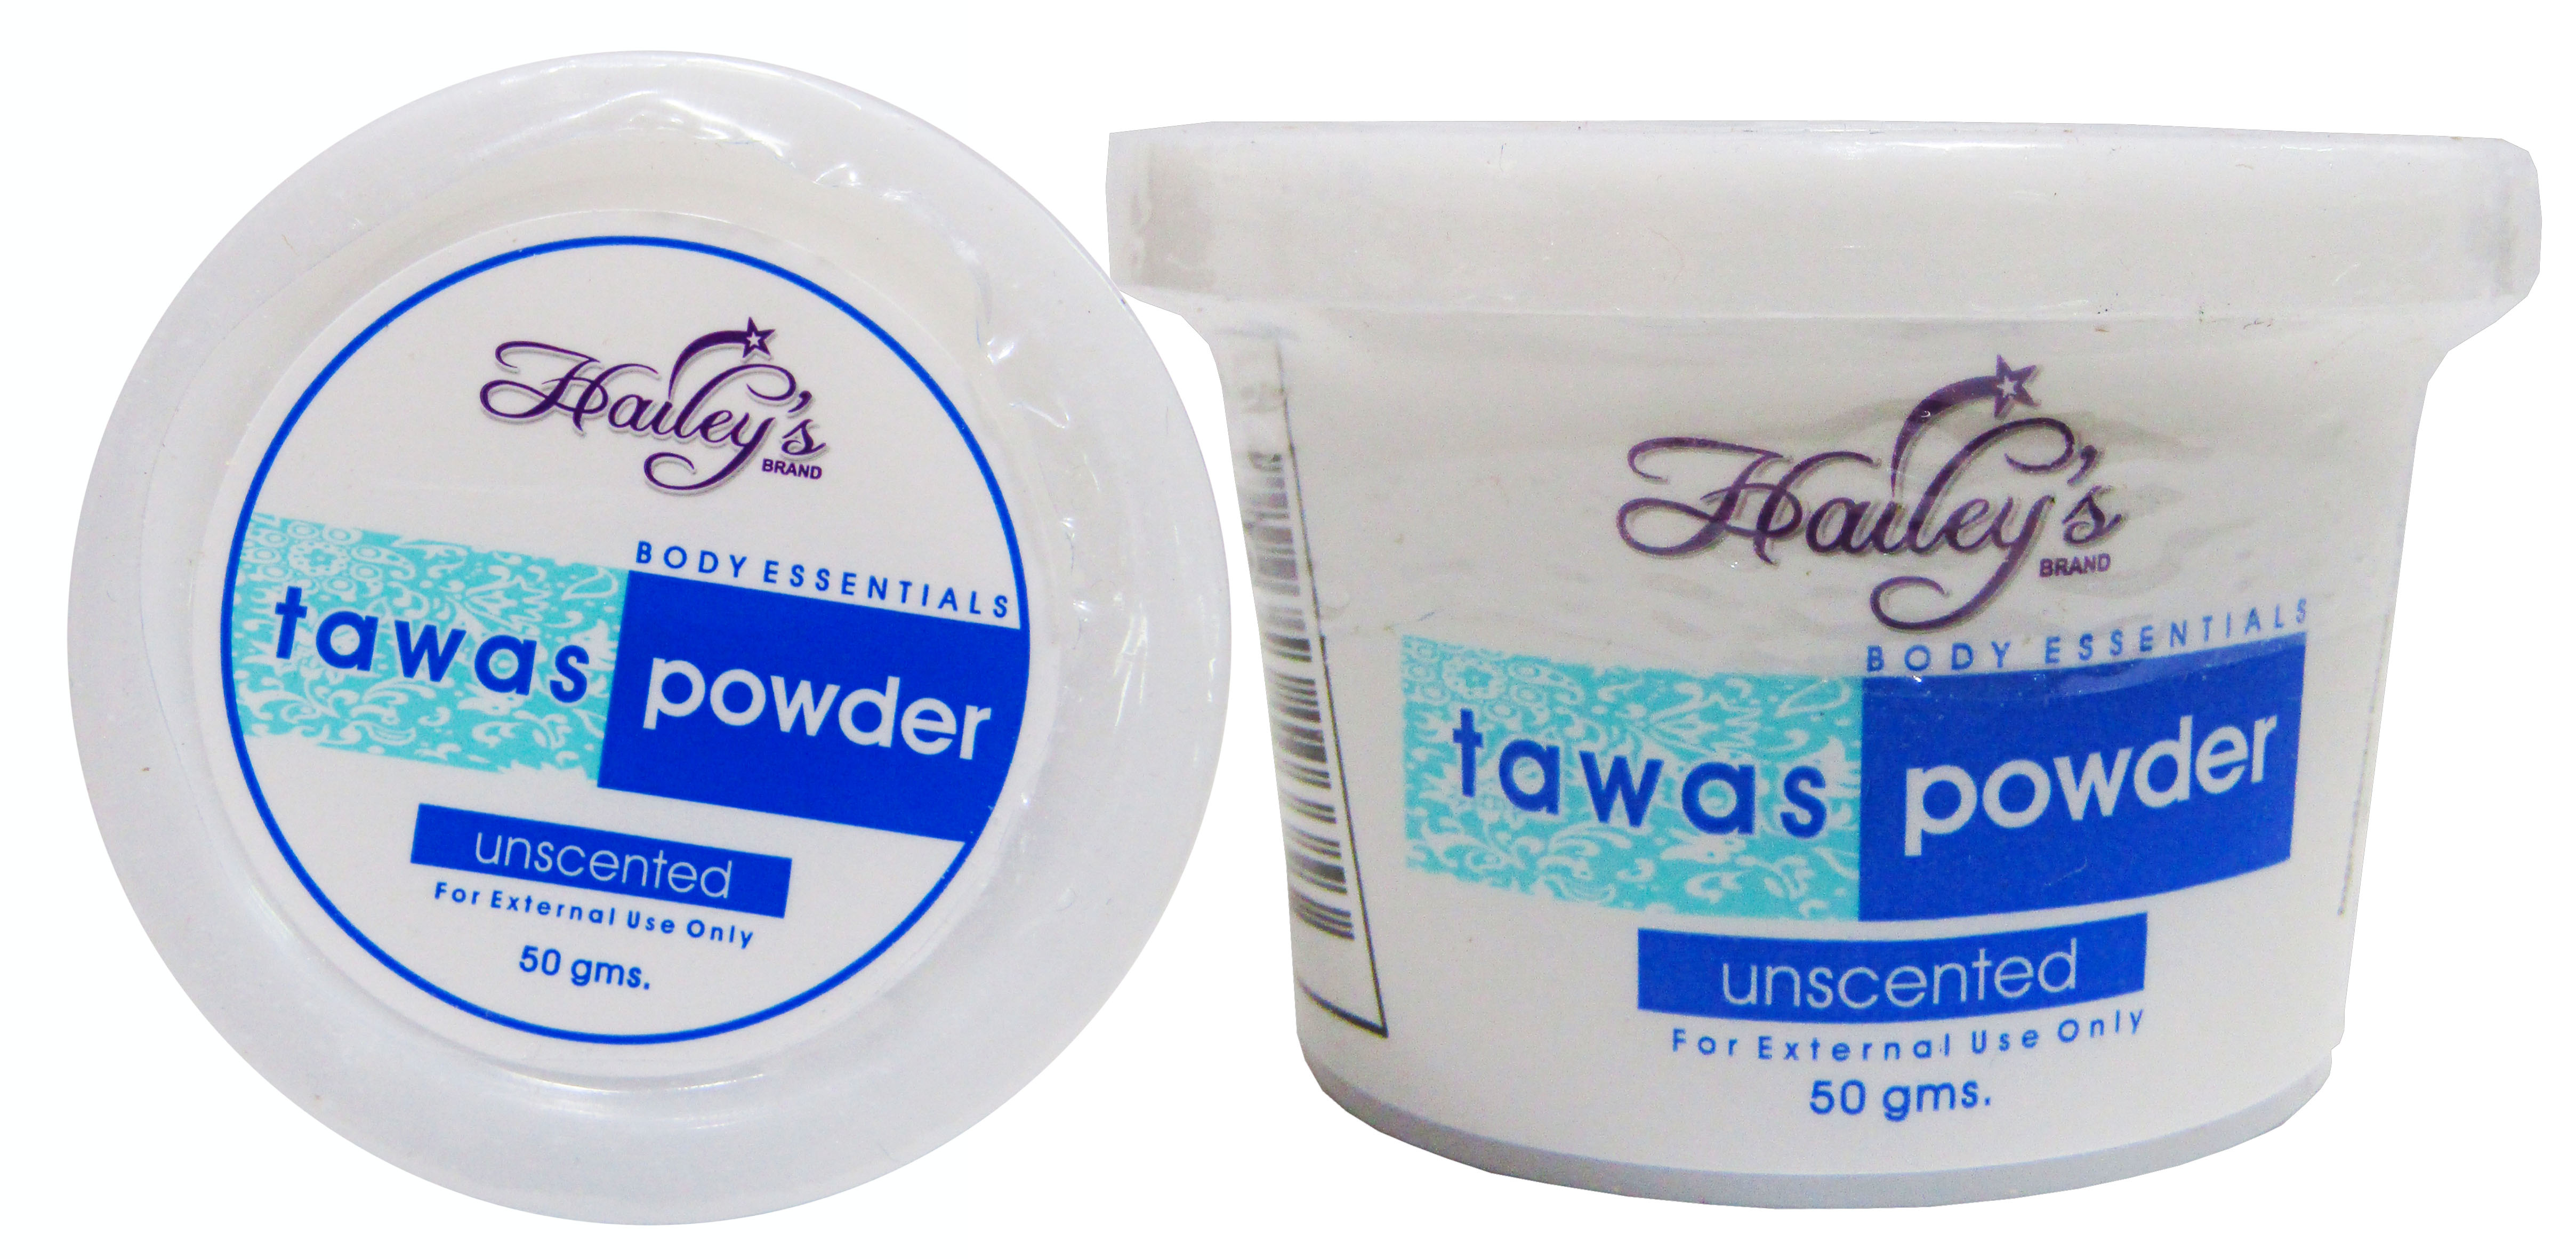 Hailey's
BRAND
BODY ESSENTIALS
tawas powder
unscented
For External Use Only
50 gms.
Hailey's
BRAND
BODY ESSENTIALS
tawas powder
unscented
For External Use Only
50 gms.